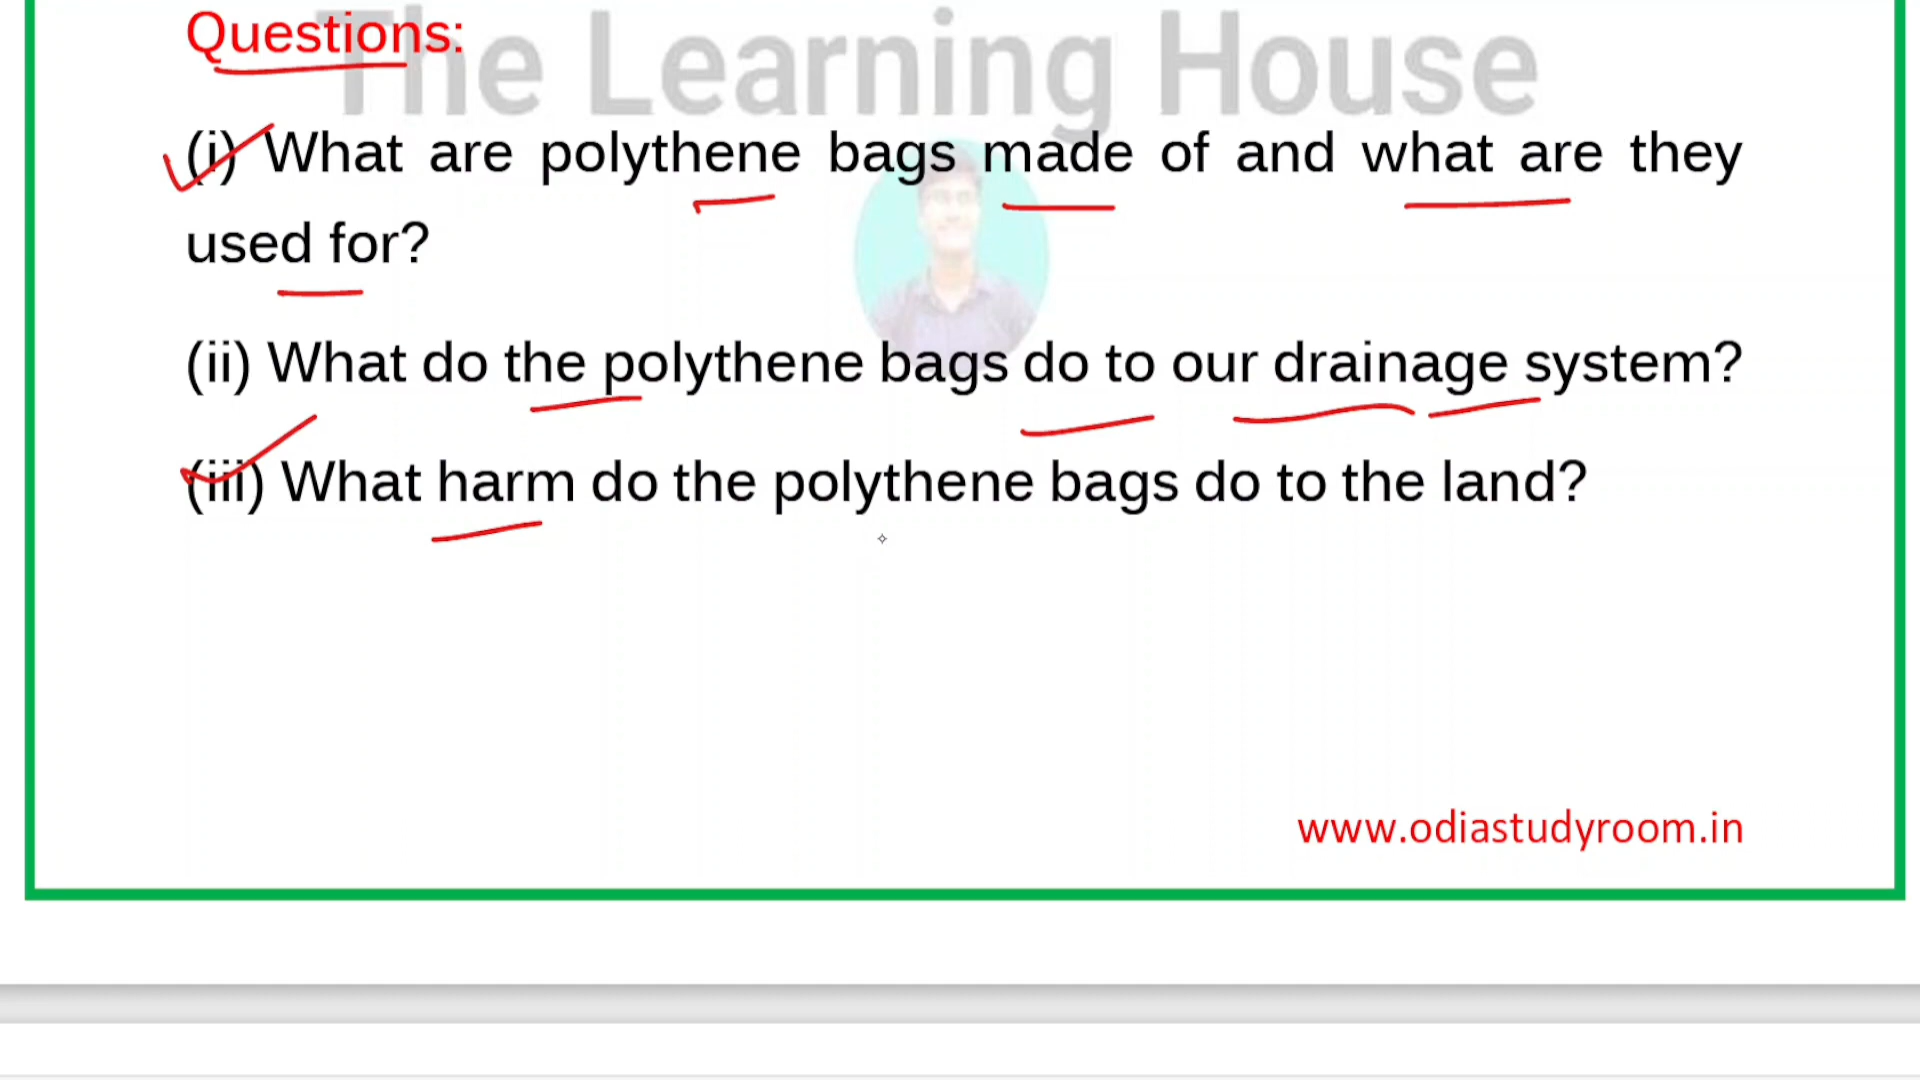 The Learning House
Questions:
(i) What are polythene bags made of and what are they
used for?
(ii) What do the polythene bags do to our drainage system?
(iii) What harm do the polythene bags do to the land?
www.odiastudyroom.in